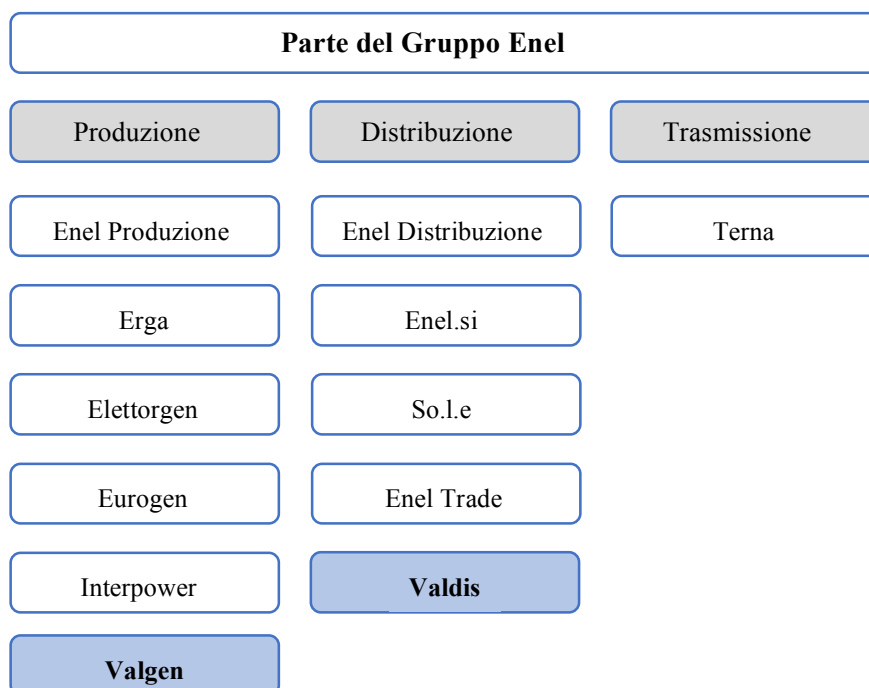 Parte del Gruppo Enel
Produzione
Distribuzione
Trasmissione
Enel Produzione
Enel Distribuzione
Terna
Erga
Enel.si
Elettorgen
So.l.e
Eurogen
Enel Trade
Interpower
Valdis
Valgen